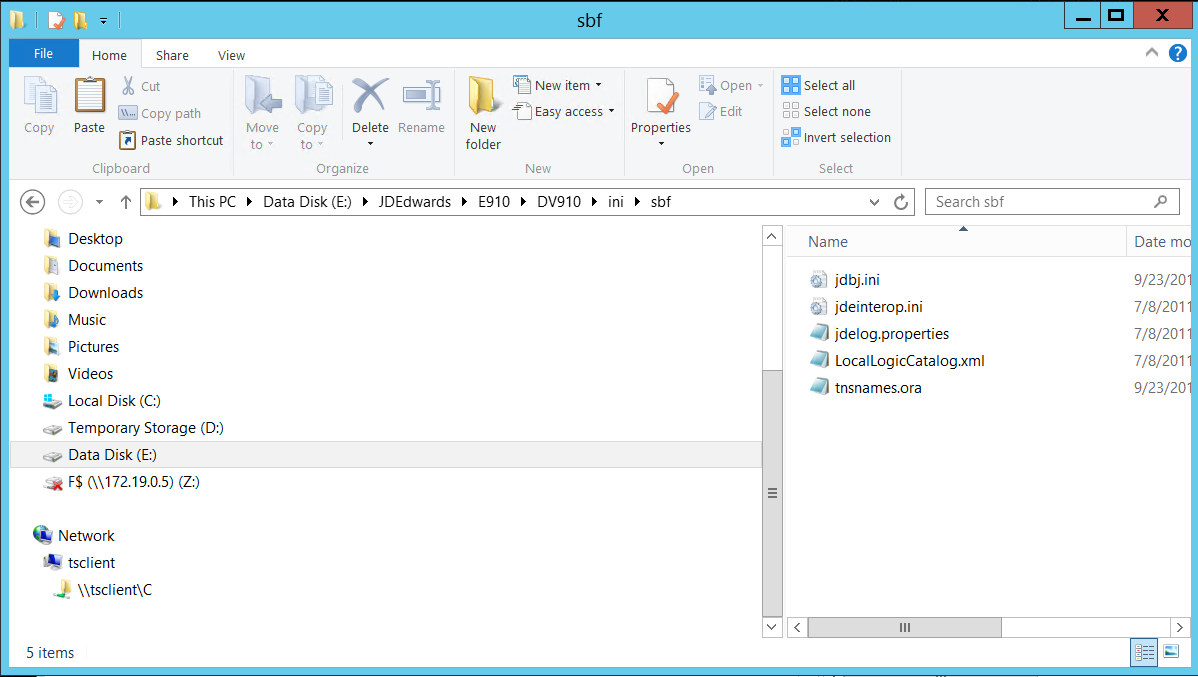 sbf
File Home Share View
Copy
Paste
Cut
Copy path
Paste shortcut
Clipboard
Move to
Copy to
Delete
Rename
Organize
New folder
New item
Easy access
New
Properties
Open
Edit
Open
Select all
Select none
Invert selection
Select
This PC Data Disk (E:) JDEdwards E910 DV910 ini sbf
Search sbf
Desktop
Documents
Downloads
Music
Pictures
Videos
Local Disk (C:)
Temporary Storage (D:)
Data Disk (E:)
F$ (\\172.19.0.5) (Z:)
Network
tsclient
\\tsclient\C
Name Date mo
jdbj.ini 9/23/201
jdeinterop.ini 7/8/2011
jdelog.properties 7/8/2011
LocalLogicCatalog.xml 7/8/2011
tnsnames.ora 9/23/201
5 items